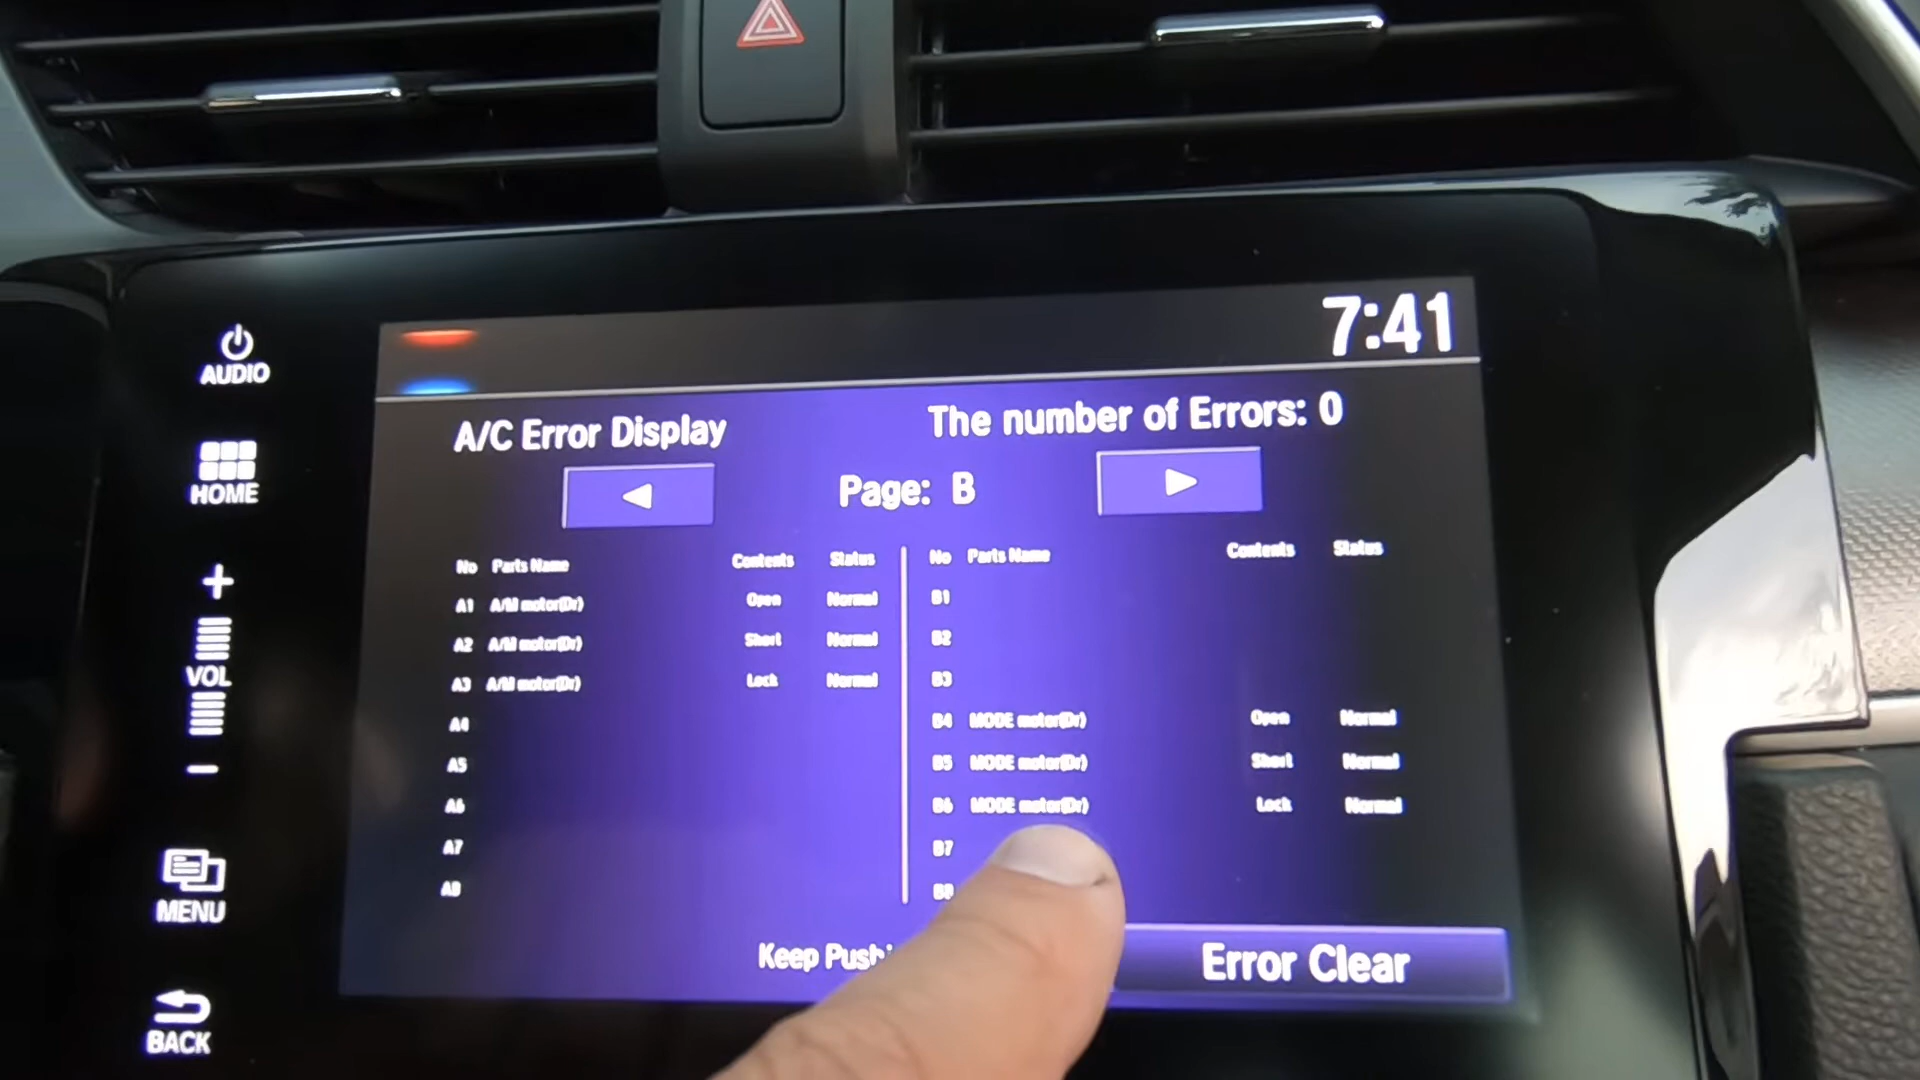 7:41
AUDIO
HOME
VOL
MENU
BACK
A/C Error Display
The number of Errors: 0
Page: B
No Parts Name Contents Status
A1 A/M motor(Dr) Open Normal
A2 A/M motor(Dr) Short Normal
A3 A/M motor(Dr) Lock Normal
A4
A5
A6
A7
A8
No Parts Name Contents Status
B1
B2
B3
B4 MODE motor(Dr) Open Normal
B5 MODE motor(Dr) Short Normal
B6 MODE motor(Dr) Lock Normal
B7
B8
Keep
Error Clear